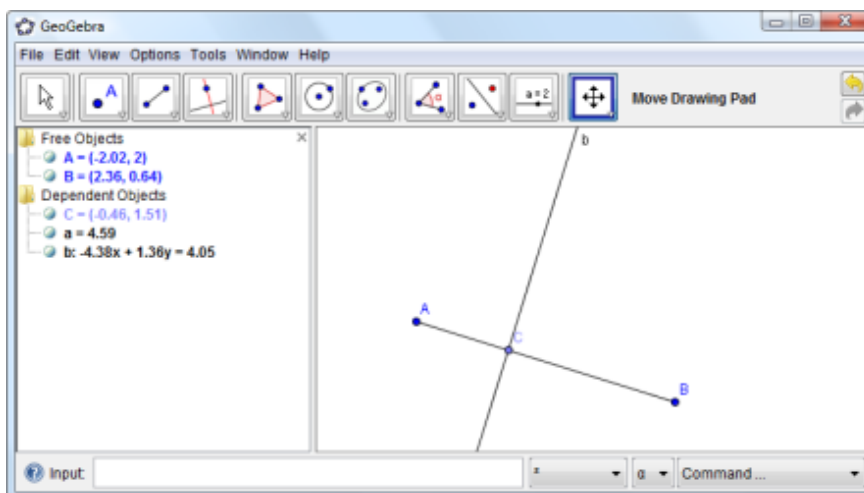 GeoGebra
File Edit View Options Tools Window Help
A
a = 2
Move Drawing Pad
Free Objects
A = (-2.02, 2)
B = (2.36, 0.64)
Dependent Objects
C = (-0.46, 1.51)
a = 4.59
b: -4.38x + 1.36y = 4.05
b
A
C
B
Input:
α
Command ...